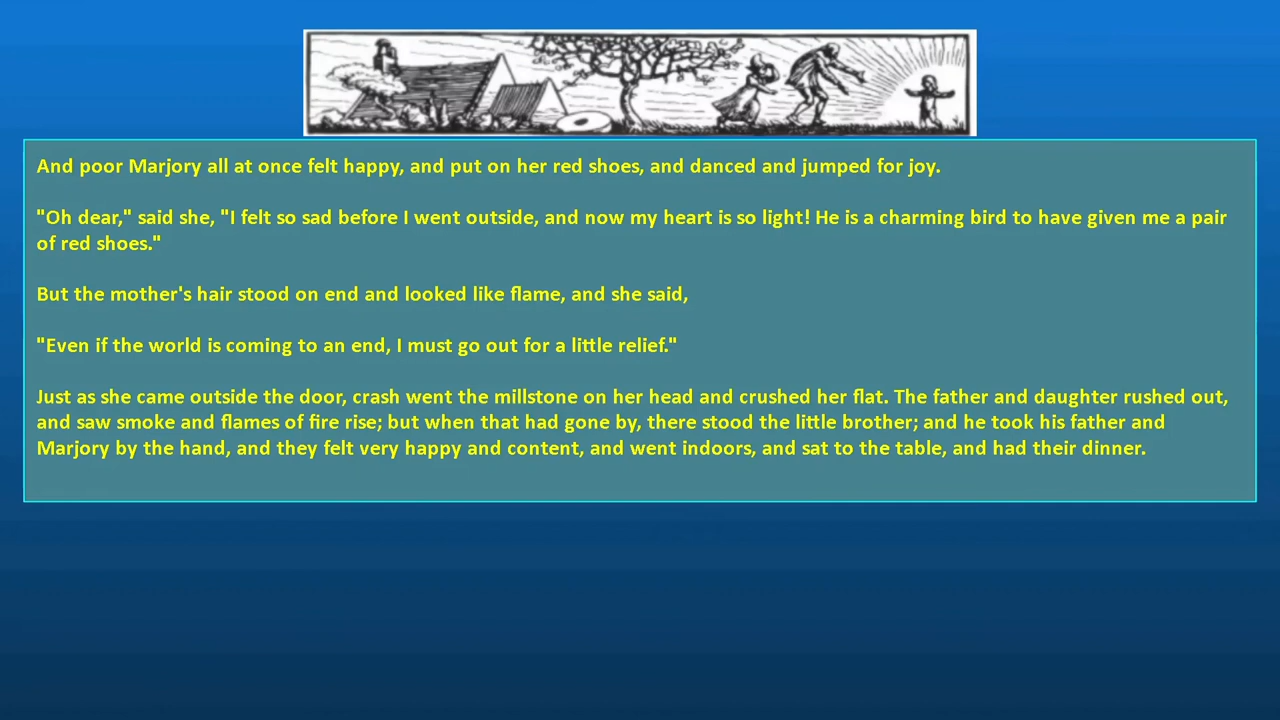 And poor Marjory all at once felt happy, and put on her red shoes, and danced and jumped for joy.
"Oh dear," said she, "I felt so sad before I went outside, and now my heart is so light! He is a charming bird to have given me a pair
of red shoes."
But the mother's hair stood on end and looked like flame, and she said,
"Even if the world is coming to an end, I must go out for a little relief."
Just as she came outside the door, crash went the millstone on her head and crushed her flat. The father and daughter rushed out,
and saw smoke and flames of fire rise; but when that had gone by, there stood the little brother; and he took his father and
Marjory by the hand, and they felt very happy and content, and went indoors, and sat to the table, and had their dinner.